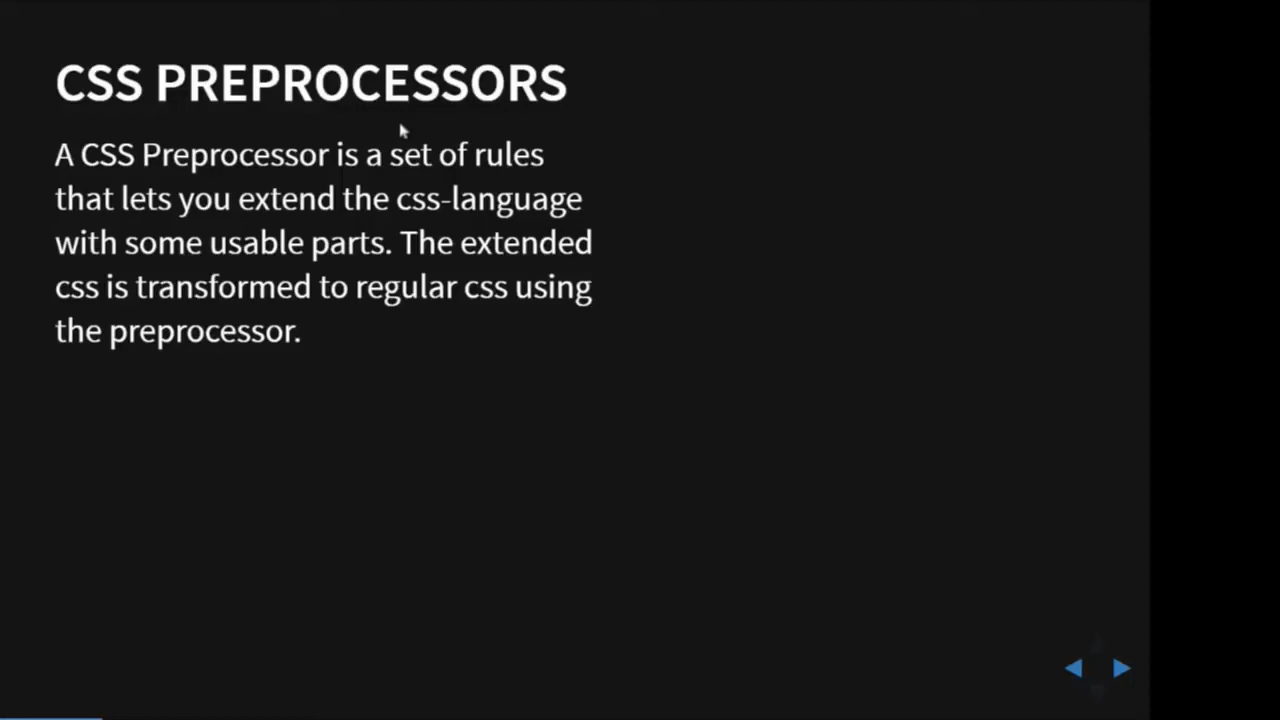 CSS PREPROCESSORS
A CSS Preprocessor is a set of rules
that lets you extend the css-language
with some usable parts. The extended
css is transformed to regular css using
the preprocessor.